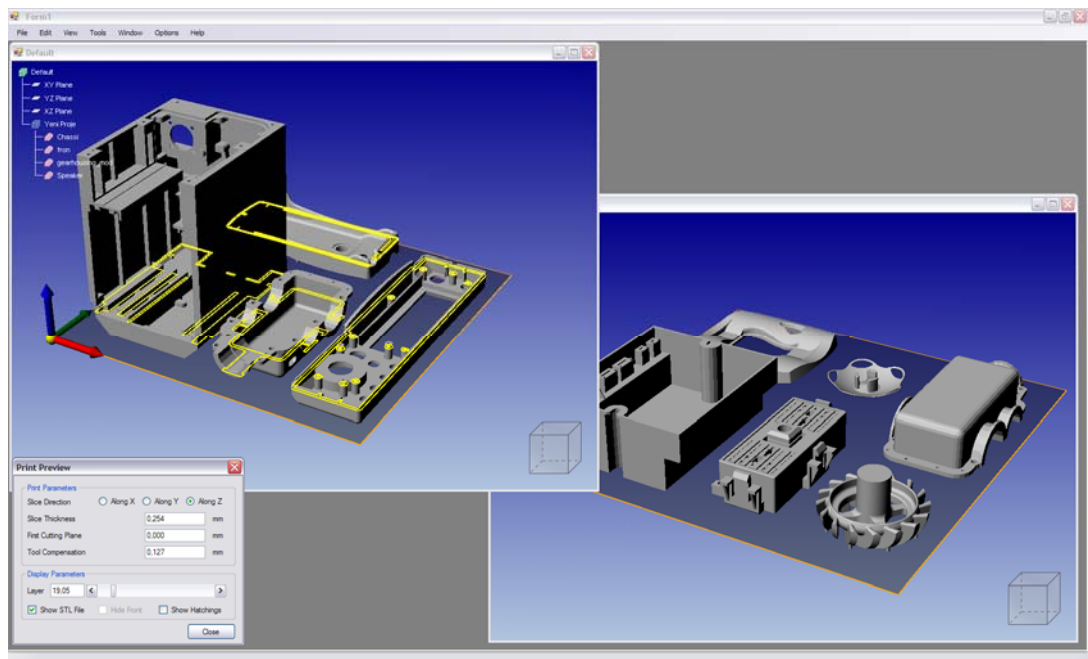 Form1
File Edit View Tools Window Options Help
Default
Default
XY Plane
YZ Plane
XZ Plane
Yeni Proje
Chassi
fron
gearhousing_mod
Speaker
Print Preview
Print Parameters
Slice Direction Along X Along Y Along Z
Slice Thickness 0.254 mm
First Cutting Plane 0.000 mm
Tool Compensation 0.127 mm
Display Parameters
Layer 19.05
Show STL File Hide Front Show Hatchings
Close